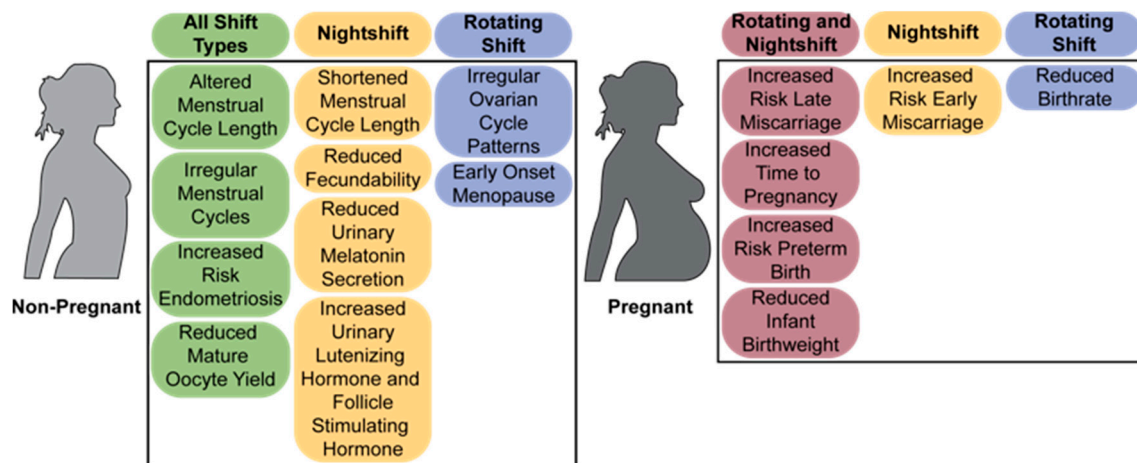 All Shift
Types
Altered
Menstrual
Cycle Length
Irregular
Menstrual
Cycles
Increased
Risk
Endometriosis
Reduced
Mature
Oocyte Yield
Nightshift
Shortened
Menstrual
Cycle Length
Reduced
Fecundability
Reduced
Urinary
Melatonin
Secretion
Increased
Urinary
Lutenizing
Hormone and
Follicle
Stimulating
Hormone
Rotating
Shift
Irregular
Ovarian
Cycle
Patterns
Early Onset
Menopause
Non-Pregnant
Rotating and
Nightshift
Increased
Risk Late
Miscarriage
Increased
Time to
Pregnancy
Increased
Risk Preterm
Birth
Reduced
Infant
Birthweight
Nightshift
Increased
Risk Early
Miscarriage
Rotating
Shift
Reduced
Birthrate
Pregnant